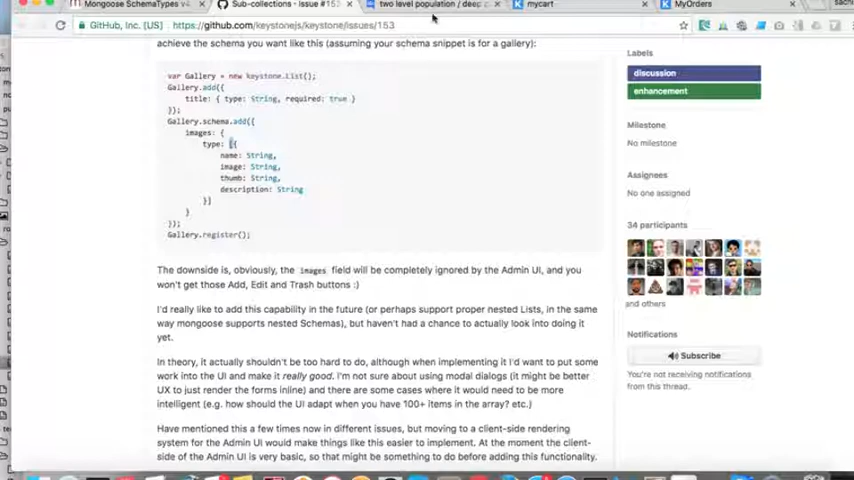 Mongoose SchemaTypes v4
Sub-collections · Issue #153
two level population / deep
mycart
MyOrders
GitHub, Inc. [US]
https://github.com/keystonejs/keystone/issues/153
achieve the schema you want like this (assuming your schema snippet is for a gallery):
var Gallery = new keystone.List();
Gallery.add({
title: { type: String, required: true }
});
Gallery.schema.add({
images: {
type: [{
name: String,
image: String,
thumb: String,
description: String
}]
}
});
Gallery.register();
The downside is, obviously, the images field will be completely ignored by the Admin UI, and you
won't get those Add, Edit and Trash buttons :)
I'd really like to add this capability in the future (or perhaps support proper nested Lists, in the same
way mongoose supports nested Schemas), but haven't had a chance to actually look into doing it
yet.
In theory, it actually shouldn't be too hard to do, although when implementing it I'd want to put some
work into the UI and make it really good. I'm not sure about using modal dialogs (it might be better
UX to just render the forms inline) and there are some cases where it would need to be more
intelligent (e.g. how should the UI adapt when you have 100+ items in the array? etc.)
Have mentioned this a few times now in different issues, but moving to a client-side rendering
system for the Admin UI would make things like this easier to implement. At the moment the client-
side of the Admin UI is very basic, so that might be something to do before adding this functionality.
Labels
discussion
enhancement
Milestone
No milestone
Assignees
No one assigned
34 participants
and others
Notifications
Subscribe
You're not receiving notifications
from this thread.